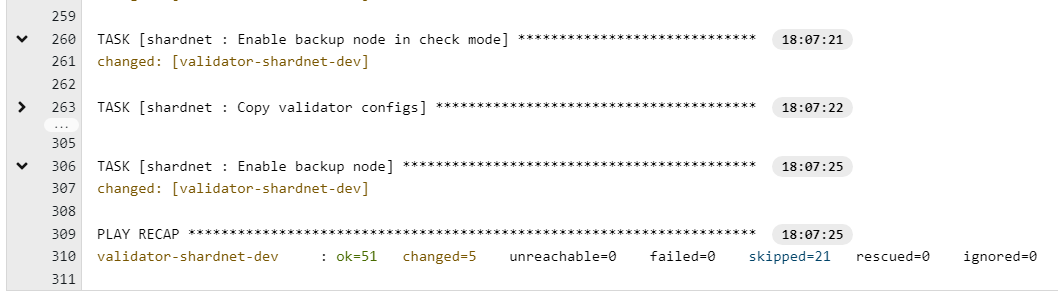 259
260 TASK [shardnet : Enable backup node in check mode] ***************************** 18:07:21
261 changed: [validator-shardnet-dev]
262
263 TASK [shardnet : Copy validator configs] *************************************** 18:07:22
...
305
306 TASK [shardnet : Enable backup node] ******************************************* 18:07:25
307 changed: [validator-shardnet-dev]
308
309 PLAY RECAP ********************************************************************* 18:07:25
310 validator-shardnet-dev : ok=51 changed=5 unreachable=0 failed=0 skipped=21 rescued=0 ignored=0
311